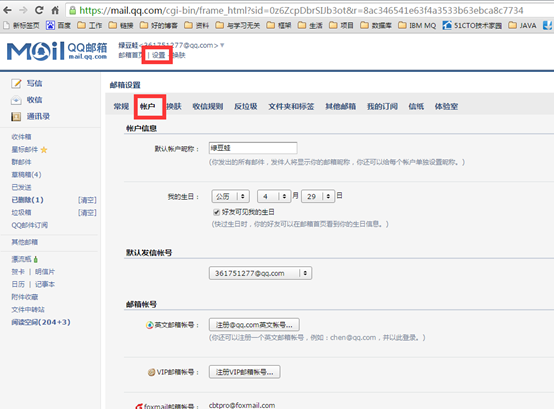 https://mail.qq.com/cgi-bin/frame_html?sid=0z6ZcpDbrSIJb3ot&r=8ac346541e63f4a3533b63ebca8c7734
新标签页 百度 工作 链接 好的博客 资料 与学习无关 框架 生活 项目 数据库 IBM MQ 51CTO技术家园 JAVA
Mail QQ邮箱 mail.qq.com
绿豆蛙<361751277@qq.com>
邮箱首页 | 设置 - 换肤
写信
收信
通讯录
收件箱
星标邮件
群邮件
草稿箱(4)
已发送
已删除(1) [清空]
垃圾箱 [清空]
QQ邮件订阅
其他邮箱
漂流瓶
贺卡 | 明信片
日历 | 记事本
附件收藏
文件中转站
阅读空间(204+3)
邮箱设置
常规 帐户 换肤 收信规则 反垃圾 文件夹和标签 其他邮箱 我的订阅 信纸 体验室
帐户信息
默认帐户昵称： 绿豆蛙
(你发出的所有邮件，发件人将显示你的邮箱昵称，你还可以给每个帐户单独设置昵称。)
我的生日： 公历 4 月 29 日
好友可见我的生日
(快过生日时，你的好友可以在邮箱首页看到你的生日信息。)
默认发信帐号
361751277@qq.com
邮箱帐号
英文邮箱帐号： 注册@qq.com英文帐号...
(你还可以注册一个英文邮箱帐号，例如：chen@qq.com，并以此登录。)
VIP邮箱帐号： 注册VIP邮箱帐号...
foxmail邮箱帐号： cbtpro@foxmail.com